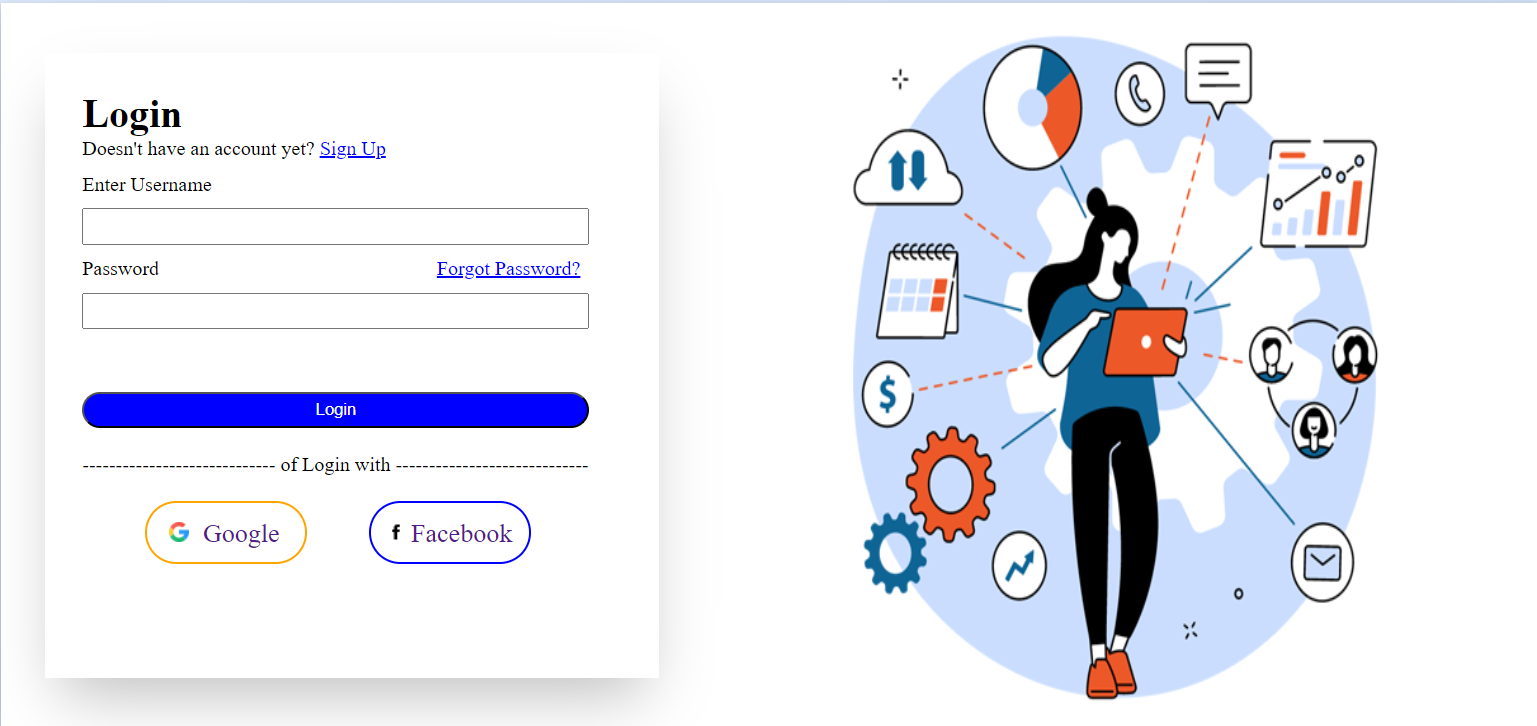 Login
Doesn't have an account yet? Sign Up
Enter Username
Password Forgot Password?
Login
----------------------------- of Login with -----------------------------
Google Facebook